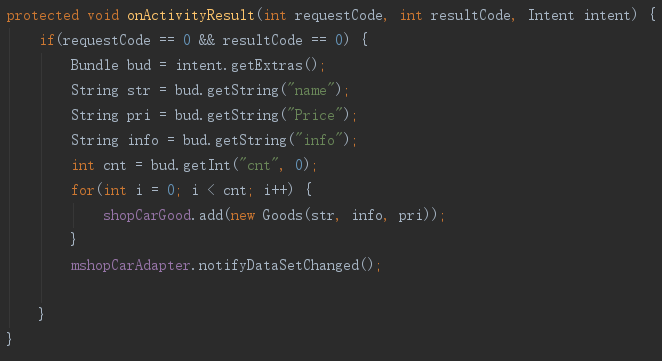 protected void onActivityResult(int requestCode, int resultCode, Intent intent) {
    if(requestCode == 0 && resultCode == 0) {
        Bundle bud = intent.getExtras();
        String str = bud.getString("name");
        String pri = bud.getString("Price");
        String info = bud.getString("info");
        int cnt = bud.getInt("cnt", 0);
        for(int i = 0; i < cnt; i++) {
            shopCarGood.add(new Goods(str, info, pri));
        }
        mshopCarAdapter.notifyDataSetChanged();
    }
}